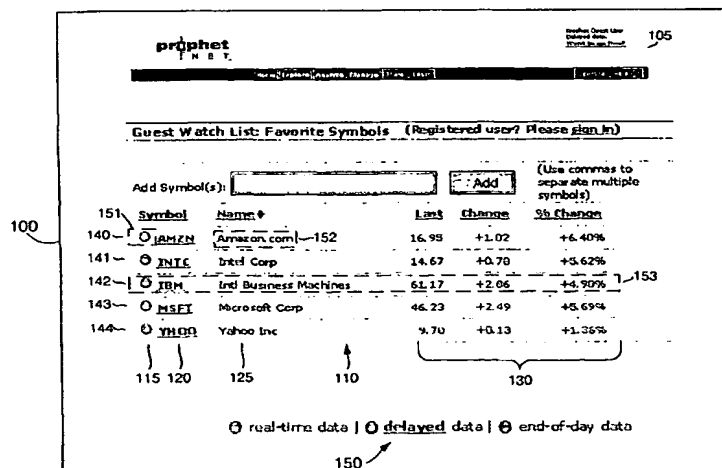 prophet
NET
105
Guest Watch List: Favorite Symbols (Registered user? Please sign in)
Add Symbol(s): Add (Use commas to separate multiple symbols)
100
151 Symbol Name Last Change % Change
140 AMZN Amazon.com 152 16.95 +1.02 +6.40%
141 INTC Intel Corp 14.67 +0.78 +5.62%
142 IBM Intl Business Machines 61.17 +2.86 +4.90% 153
143 MSFT Microsoft Corp 46.23 +2.49 +5.69%
144 YHOO Yahoo Inc 9.70 +0.13 +1.36%
115 120 125 110 130
real-time data | delayed data | end-of-day data
150